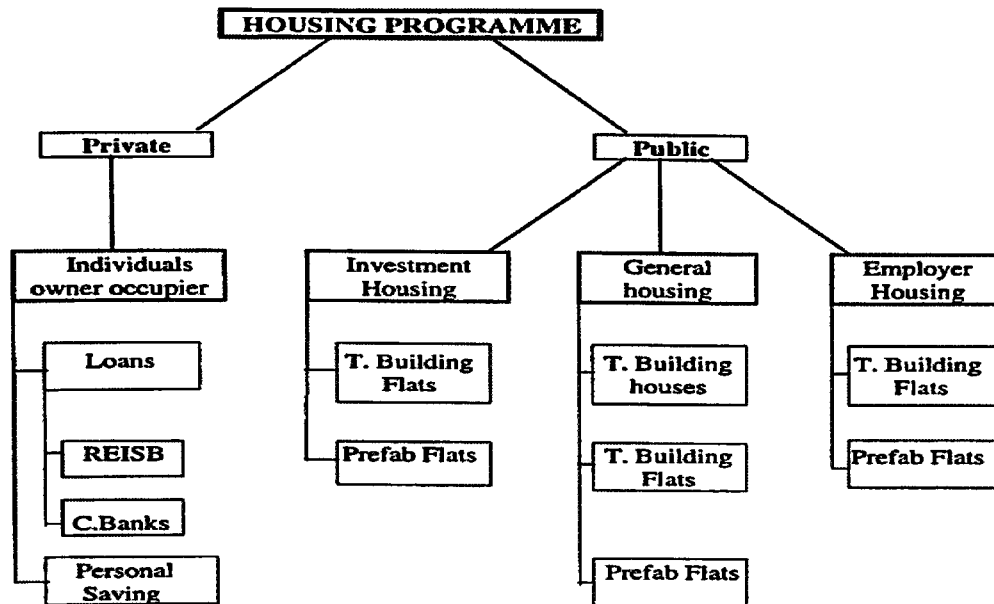 HOUSING PROGRAMME
Private
Public
Individuals
owner occupier
Investment
Housing
General
housing
Employer
Housing
Loans
REISB
C.Banks
Personal
Saving
T. Building
Flats
Prefab Flats
T. Building
houses
T. Building
Flats
Prefab Flats
T. Building
Flats
Prefab Flats